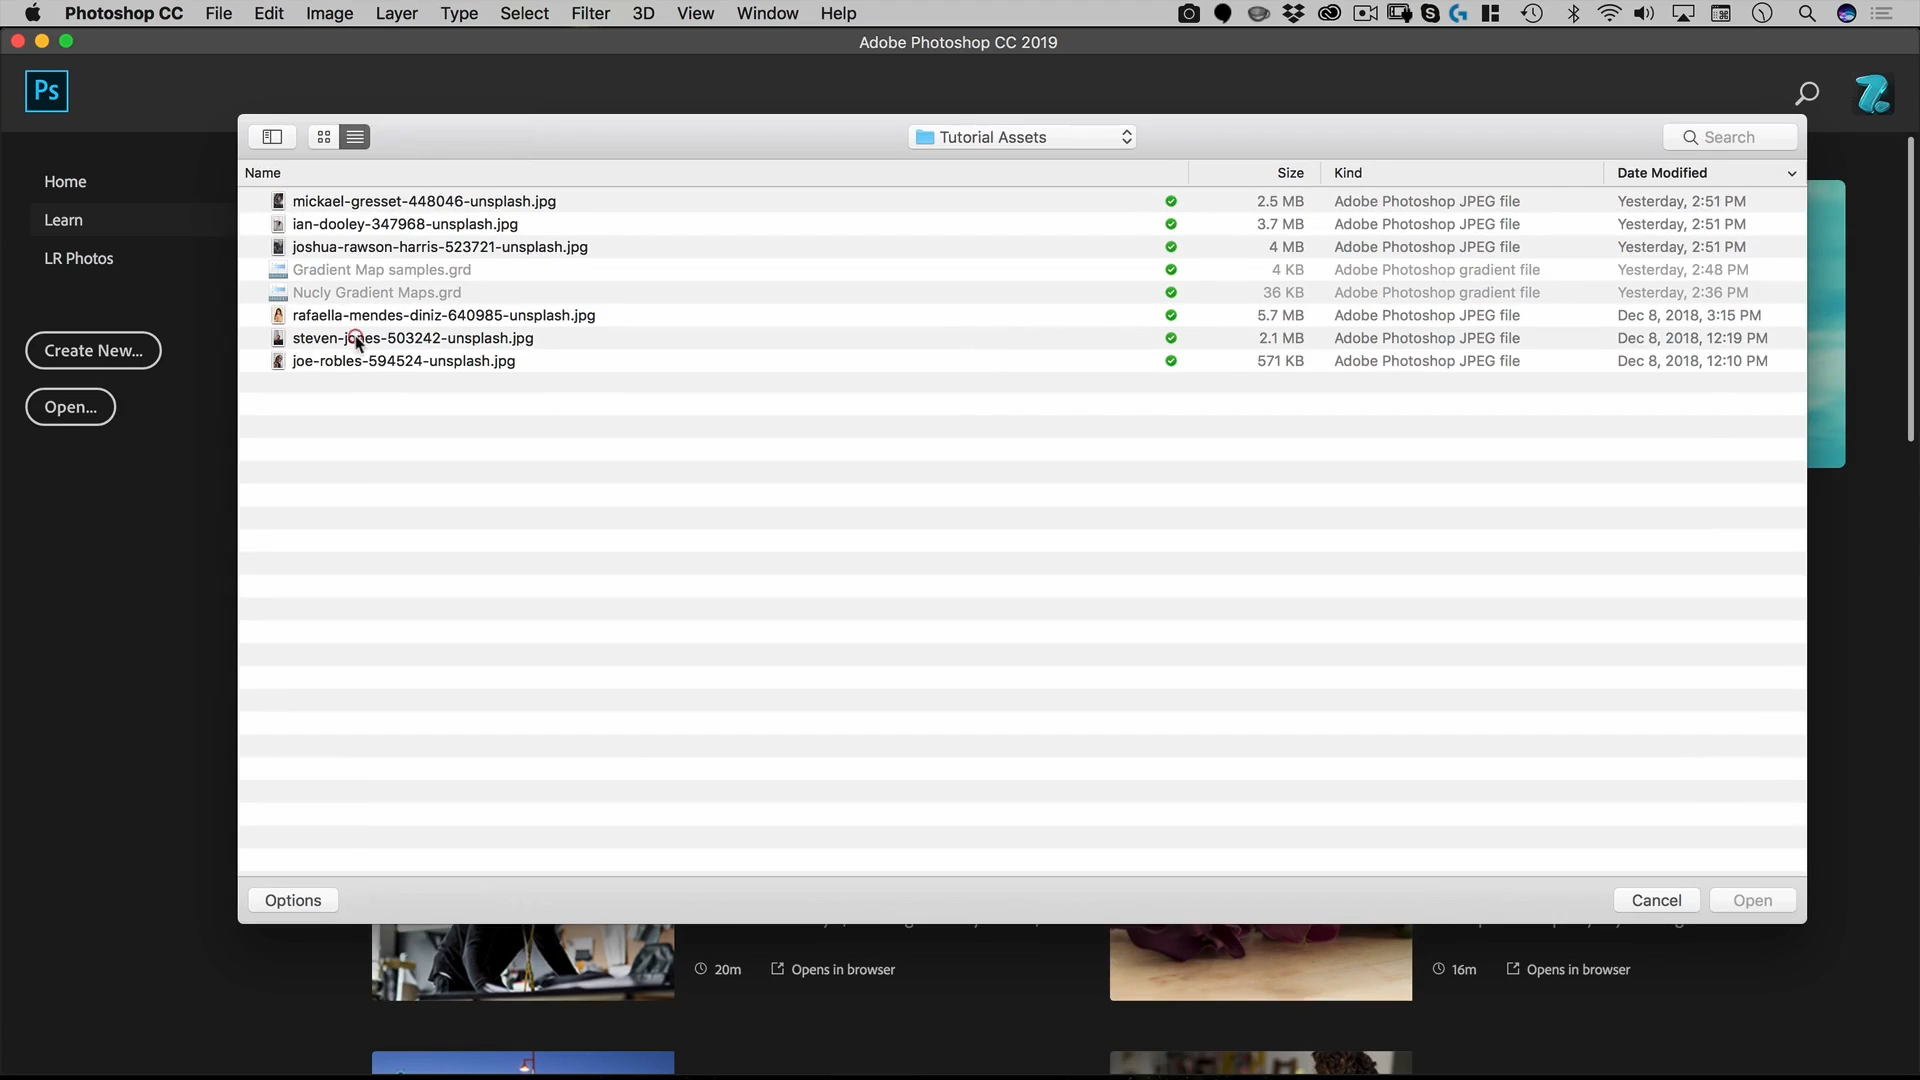 Photoshop CC File Edit Image Layer Type Select Filter 3D View Window Help
Adobe Photoshop CC 2019
Ps
Tutorial Assets
Search
Name Size Kind Date Modified
mickael-gresset-448046-unsplash.jpg 2.5 MB Adobe Photoshop JPEG file Yesterday, 2:51 PM
ian-dooley-347968-unsplash.jpg 3.7 MB Adobe Photoshop JPEG file Yesterday, 2:51 PM
joshua-rawson-harris-523721-unsplash.jpg 4 MB Adobe Photoshop JPEG file Yesterday, 2:51 PM
Gradient Map samples.grd 4 KB Adobe Photoshop gradient file Yesterday, 2:48 PM
Nucly Gradient Maps.grd 36 KB Adobe Photoshop gradient file Yesterday, 2:36 PM
rafaella-mendes-diniz-640985-unsplash.jpg 5.7 MB Adobe Photoshop JPEG file Dec 8, 2018, 3:15 PM
steven-jones-503242-unsplash.jpg 2.1 MB Adobe Photoshop JPEG file Dec 8, 2018, 12:19 PM
joe-robles-594524-unsplash.jpg 571 KB Adobe Photoshop JPEG file Dec 8, 2018, 12:10 PM
Home
Learn
LR Photos
Create New...
Open...
Options Cancel Open
20m Opens in browser
16m Opens in browser